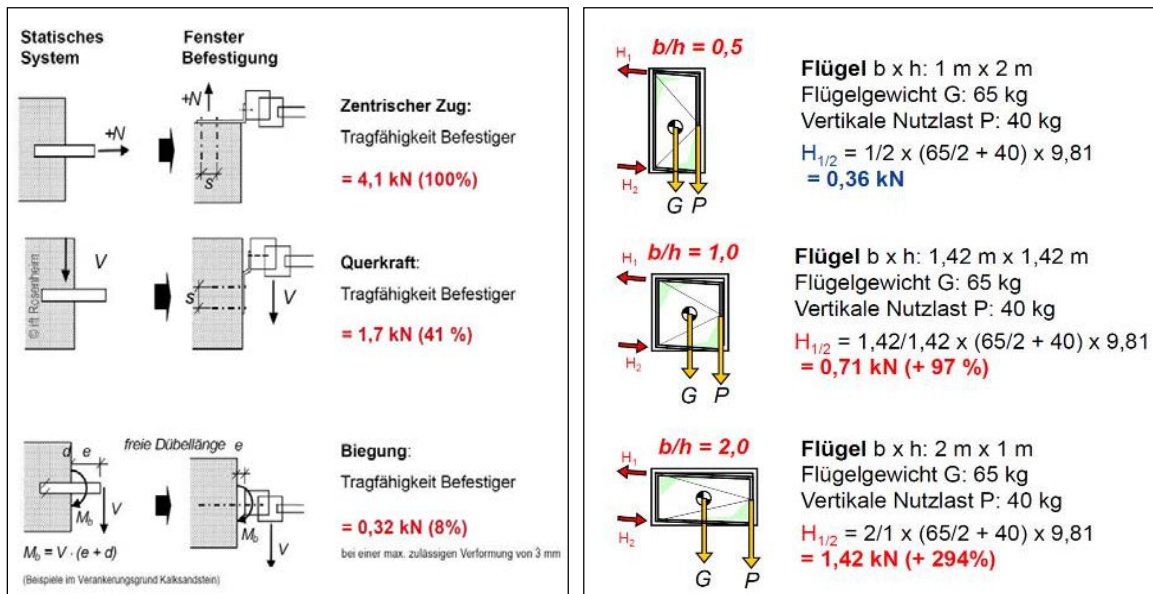 Statisches
System
Fenster
Befestigung
+N
+N
s
Zentrischer Zug:
Tragfähigkeit Befestiger
= 4,1 kN (100%)
V
s
V
© ift Rosenheim
Querkraft:
Tragfähigkeit Befestiger
= 1,7 kN (41 %)
freie Dübellänge e
d e
V
Mb
Mb
V
Mb = V · (e + d)
Biegung:
Tragfähigkeit Befestiger
= 0,32 kN (8%)
bei einer max. zulässigen Verformung von 3 mm
(Beispiele im Verankerungsgrund Kalksandstein)
b/h = 0,5
H1
H2
G P
Flügel b x h: 1 m x 2 m
Flügelgewicht G: 65 kg
Vertikale Nutzlast P: 40 kg
H1/2 = 1/2 x (65/2 + 40) x 9,81
= 0,36 kN
b/h = 1,0
H1
H2
G P
Flügel b x h: 1,42 m x 1,42 m
Flügelgewicht G: 65 kg
Vertikale Nutzlast P: 40 kg
H1/2 = 1,42/1,42 x (65/2 + 40) x 9,81
= 0,71 kN (+ 97 %)
b/h = 2,0
H1
H2
G P
Flügel b x h: 2 m x 1 m
Flügelgewicht G: 65 kg
Vertikale Nutzlast P: 40 kg
H1/2 = 2/1 x (65/2 + 40) x 9,81
= 1,42 kN (+ 294%)